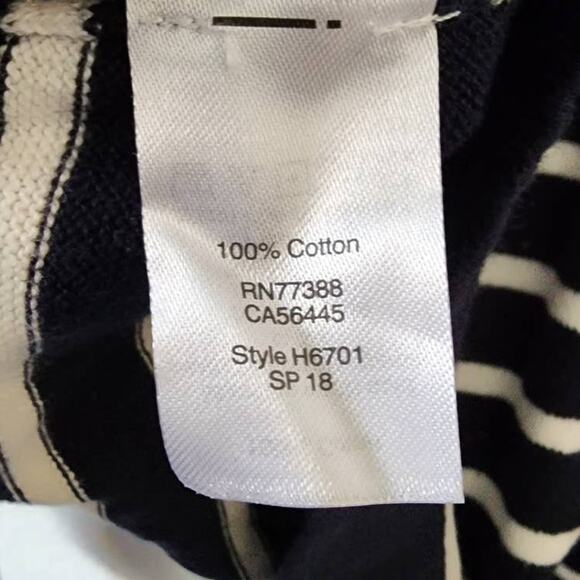 100% Cotton
RN77388
CA56445
Style H6701
SP 18